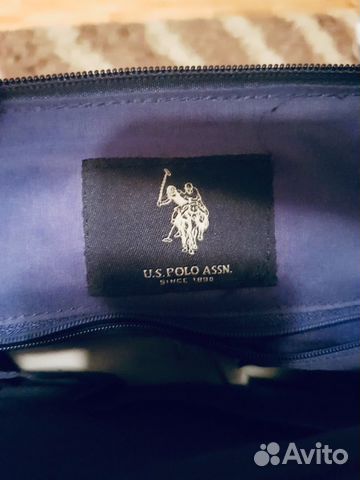 U.S. POLO ASSN.
SINCE 1890
Avito